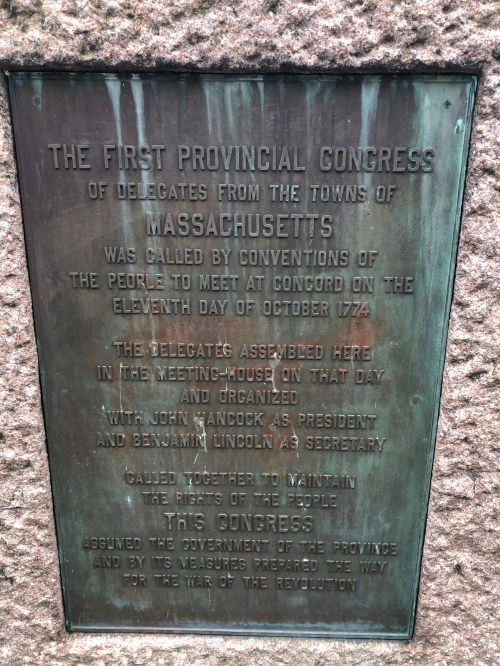 THE FIRST PROVINCIAL CONGRESS
OF DELEGATES FROM THE TOWNS OF
MASSACHUSETTS
WAS CALLED BY CONVENTIONS OF
THE PEOPLE TO MEET AT CONCORD ON THE
ELEVENTH DAY OF OCTOBER 1774
THE DELEGATES ASSEMBLED HERE
IN THE MEETING-HOUSE ON THAT DAY
AND ORGANIZED
WITH JOHN HANCOCK AS PRESIDENT
AND BENJAMIN LINCOLN AS SECRETARY
CALLED TOGETHER TO MAINTAIN
THE RIGHTS OF THE PEOPLE
THIS CONGRESS
ASSUMED THE GOVERNMENT OF THE PROVINCE
AND BY ITS MEASURES PREPARED THE WAY
FOR THE WAR OF THE REVOLUTION